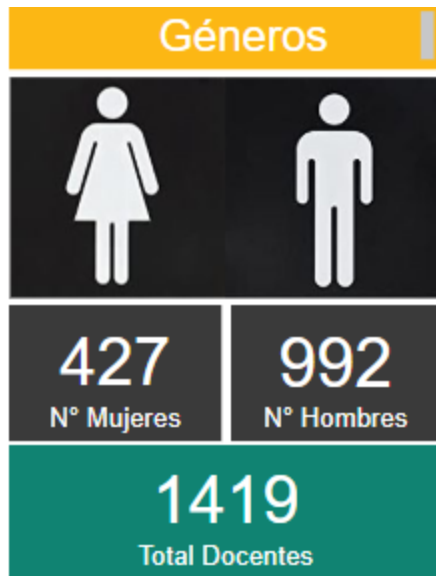 Géneros
427
N° Mujeres
992
N° Hombres
1419
Total Docentes